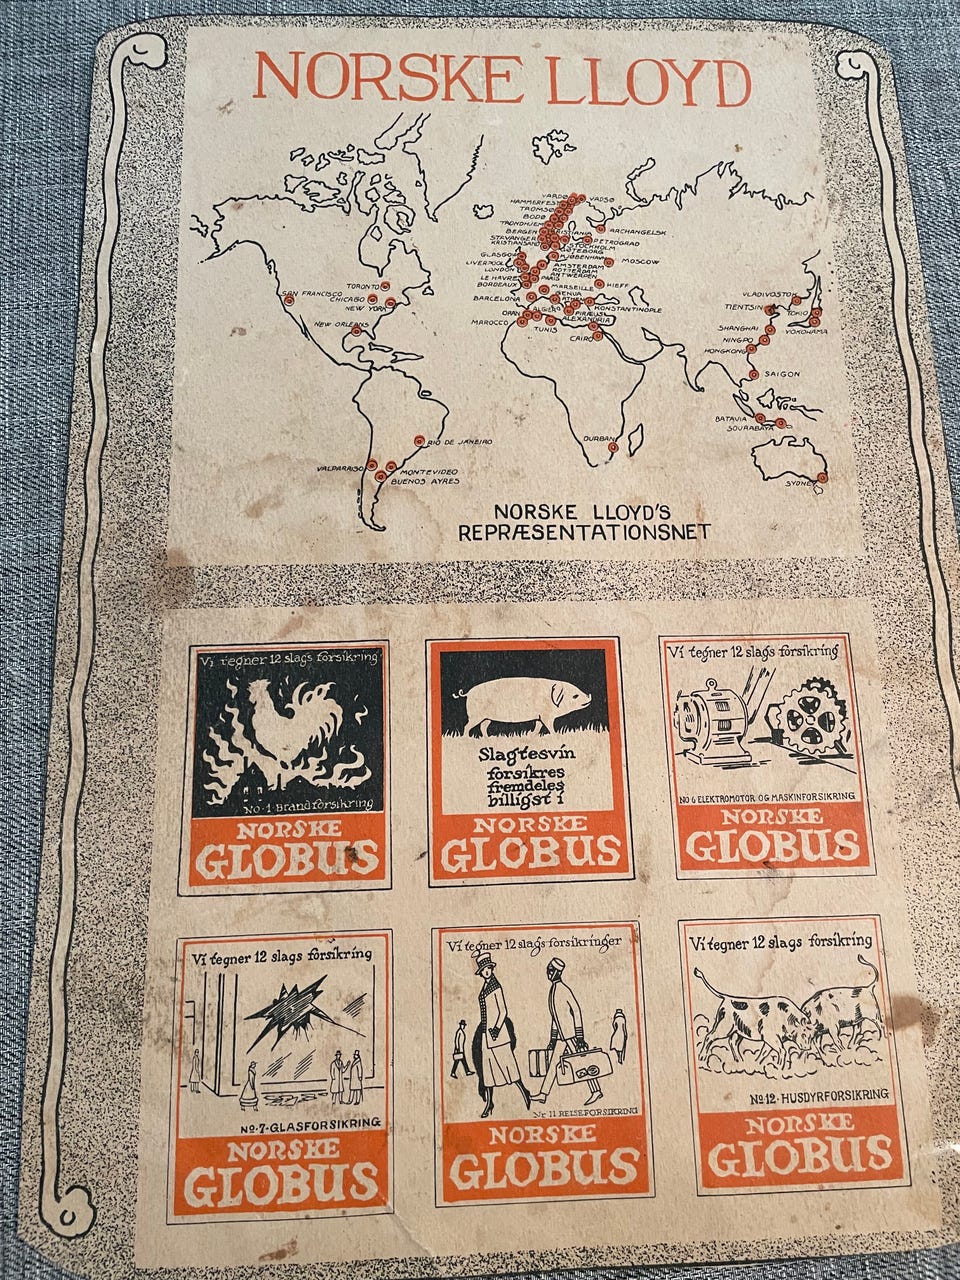 NORSKE LLOYD
VARDØ
VADSØ
HAMMERFEST
TROMSØ
BODØ
TRONDHJEM
BERGEN
STAVANGER
KRISTIANSAND
ARCHANGELSK
PETROGRAD
STOCKHOLM
GÖTEBORG
KJØBENHAVN
MOSCOW
GLASGOW
LIVERPOOL
LONDON
AMSTERDAM
ROTTERDAM
ANTWERPEN
LE HAVRE
PARIS
BORDEAUX
MARSEILLE
KIEFF
GENUA
BARCELONA
KONSTANTINOPLE
ORAN
ALGIER
PIRÆUS
ALEXANDRIA
MAROCCO
TUNIS
CAIRO
TORONTO
SAN FRANCISCO
CHICAGO
NEW YORK
NEW ORLEANS
VLADIVOSTOK
TIENTSIN
TOKIO
YOKOHAMA
SHANGHAI
NINGPO
HONGKONG
SAIGON
BATAVIA
SOURABAYA
SYDNEY
DURBAN
RIO DE JANEIRO
VALPARAISO
MONTEVIDEO
BUENOS AYRES
NORSKE LLOYD'S
REPRÆSENTATIONSNET
Vi tegner 12 slags forsikring
No·1·Brandforsikring
NORSKE
GLOBUS
Slagtesvin
forsikres
fremdeles
billigst i
NORSKE
GLOBUS
Vi tegner 12 slags forsikring
No 6 ELEKTROMOTOR OG MASKINFORSIKRING
NORSKE
GLOBUS
Vi tegner 12 slags forsikring
No·7·GLASFORSIKRING
NORSKE
GLOBUS
Vi tegner 12 slags forsikringer
Nr 11 REISEFORSIKRING
NORSKE
GLOBUS
Vi tegner 12 slags forsikring
No·12·HUSDYRFORSIKRING
NORSKE
GLOBUS